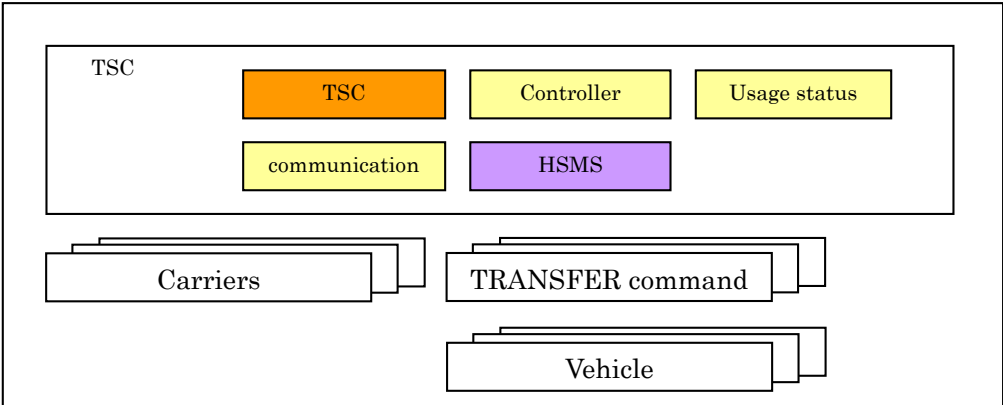 TSC
TSC
Controller
Usage status
communication
HSMS
Carriers
TRANSFER command
Vehicle